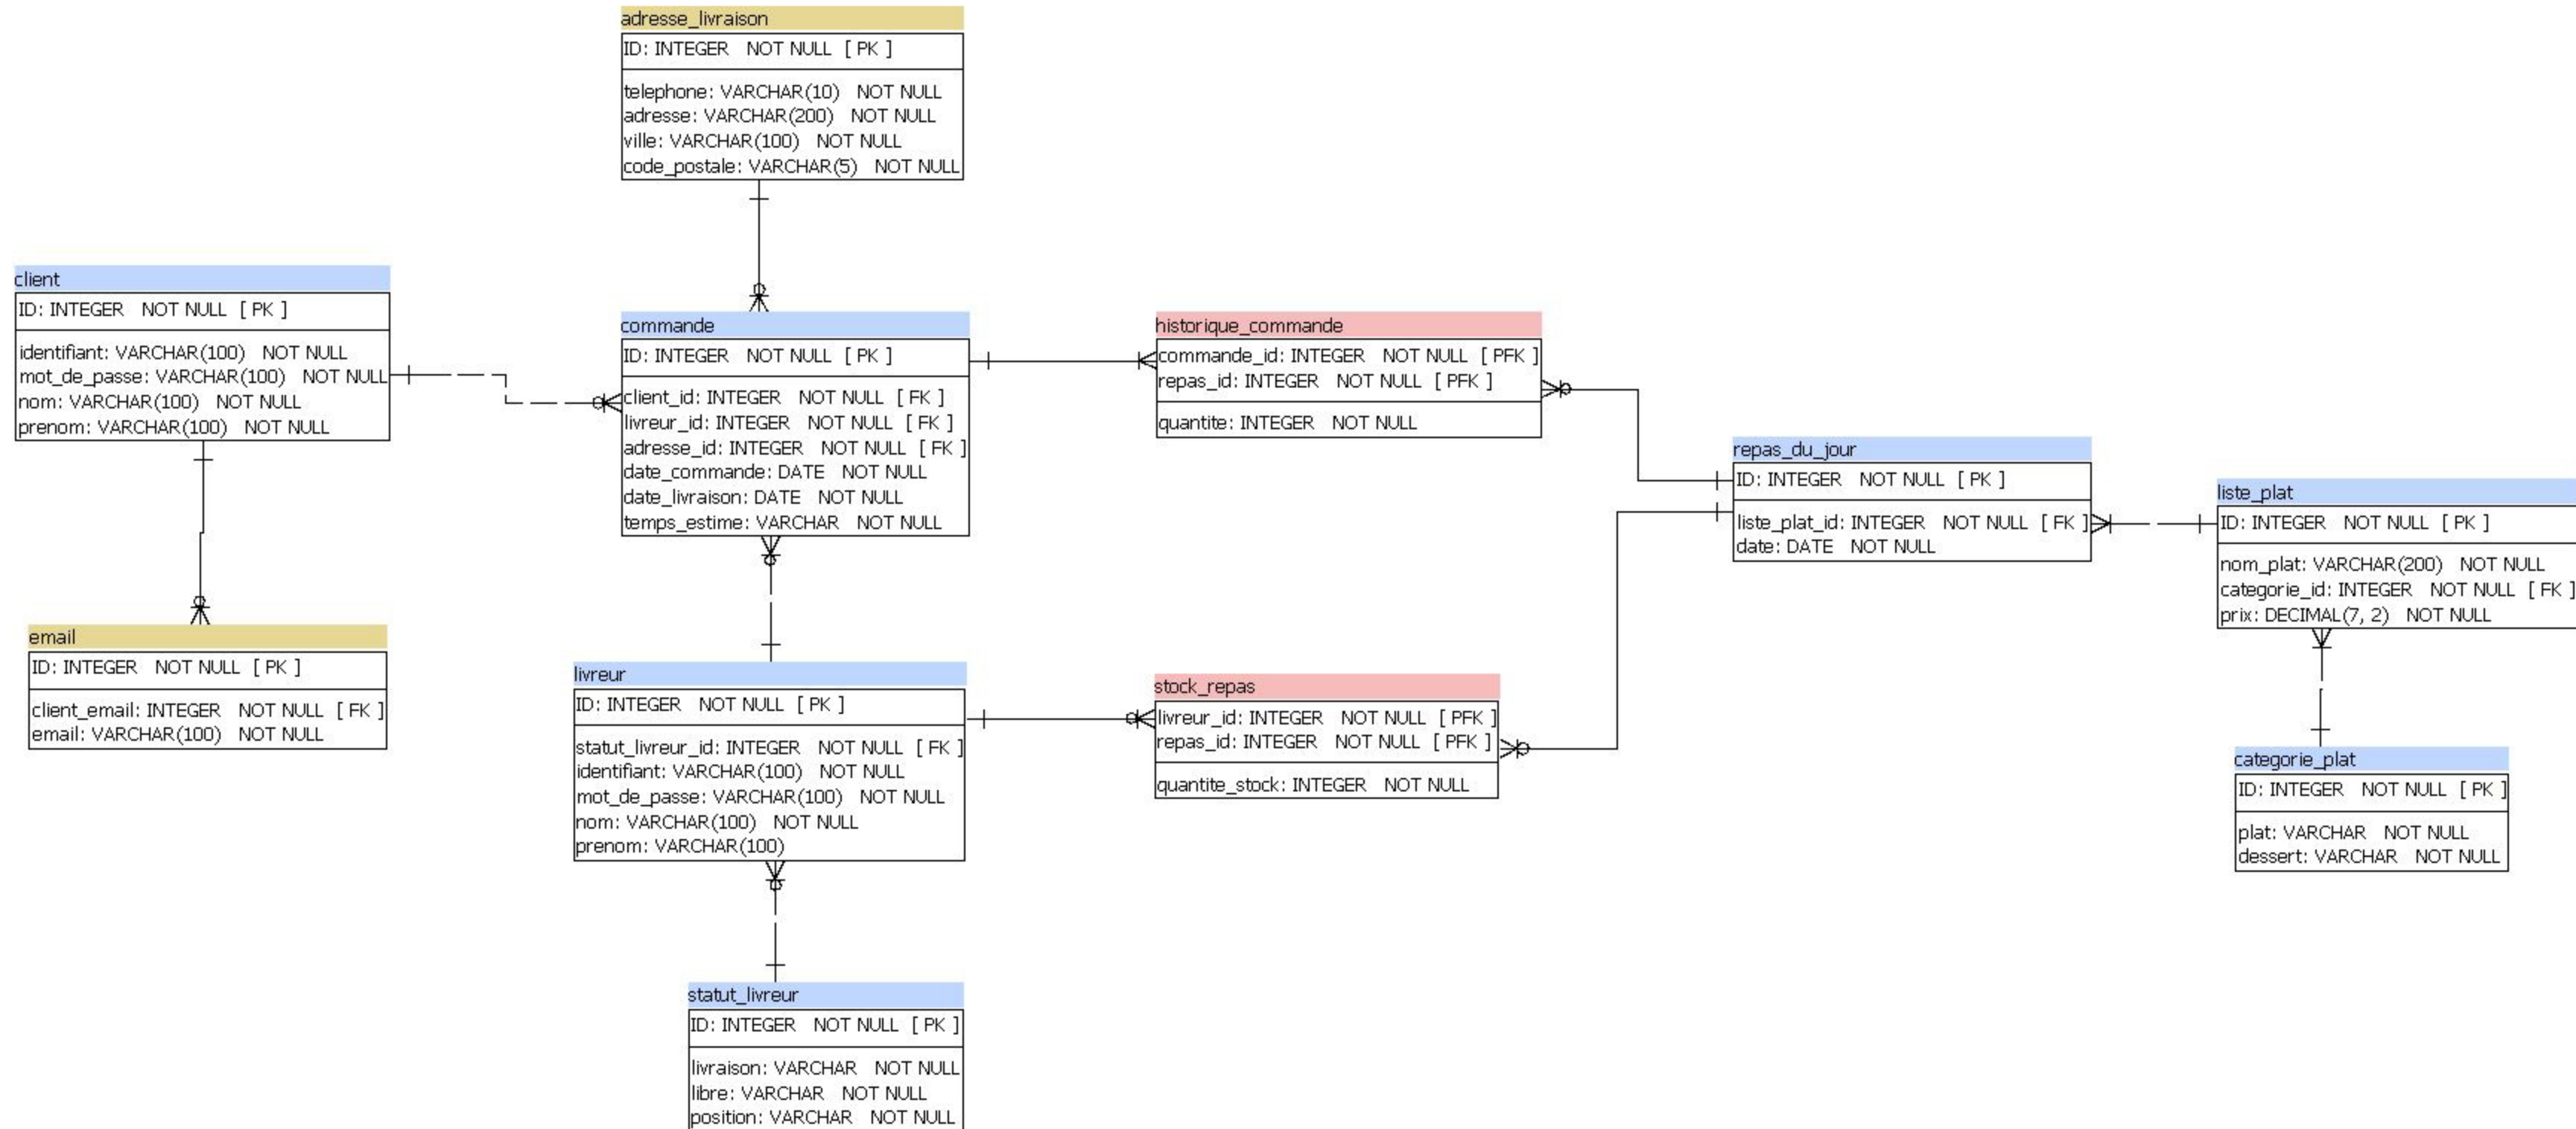 adresse_livraison
ID: INTEGER NOT NULL [ PK ]
telephone: VARCHAR(10) NOT NULL
adresse: VARCHAR(200) NOT NULL
ville: VARCHAR(100) NOT NULL
code_postale: VARCHAR(5) NOT NULL
client
ID: INTEGER NOT NULL [ PK ]
identifiant: VARCHAR(100) NOT NULL
mot_de_passe: VARCHAR(100) NOT NULL
nom: VARCHAR(100) NOT NULL
prenom: VARCHAR(100) NOT NULL
commande
ID: INTEGER NOT NULL [ PK ]
client_id: INTEGER NOT NULL [ FK ]
livreur_id: INTEGER NOT NULL [ FK ]
adresse_id: INTEGER NOT NULL [ FK ]
date_commande: DATE NOT NULL
date_livraison: DATE NOT NULL
temps_estime: VARCHAR NOT NULL
historique_commande
commande_id: INTEGER NOT NULL [ PFK ]
repas_id: INTEGER NOT NULL [ PFK ]
quantite: INTEGER NOT NULL
repas_du_jour
ID: INTEGER NOT NULL [ PK ]
liste_plat_id: INTEGER NOT NULL [ FK ]
date: DATE NOT NULL
liste_plat
ID: INTEGER NOT NULL [ PK ]
nom_plat: VARCHAR(200) NOT NULL
categorie_id: INTEGER NOT NULL [ FK ]
prix: DECIMAL(7, 2) NOT NULL
email
ID: INTEGER NOT NULL [ PK ]
client_email: INTEGER NOT NULL [ FK ]
email: VARCHAR(100) NOT NULL
livreur
ID: INTEGER NOT NULL [ PK ]
statut_livreur_id: INTEGER NOT NULL [ FK ]
identifiant: VARCHAR(100) NOT NULL
mot_de_passe: VARCHAR(100) NOT NULL
nom: VARCHAR(100) NOT NULL
prenom: VARCHAR(100)
stock_repas
livreur_id: INTEGER NOT NULL [ PFK ]
repas_id: INTEGER NOT NULL [ PFK ]
quantite_stock: INTEGER NOT NULL
categorie_plat
ID: INTEGER NOT NULL [ PK ]
plat: VARCHAR NOT NULL
dessert: VARCHAR NOT NULL
statut_livreur
ID: INTEGER NOT NULL [ PK ]
livraison: VARCHAR NOT NULL
libre: VARCHAR NOT NULL
position: VARCHAR NOT NULL